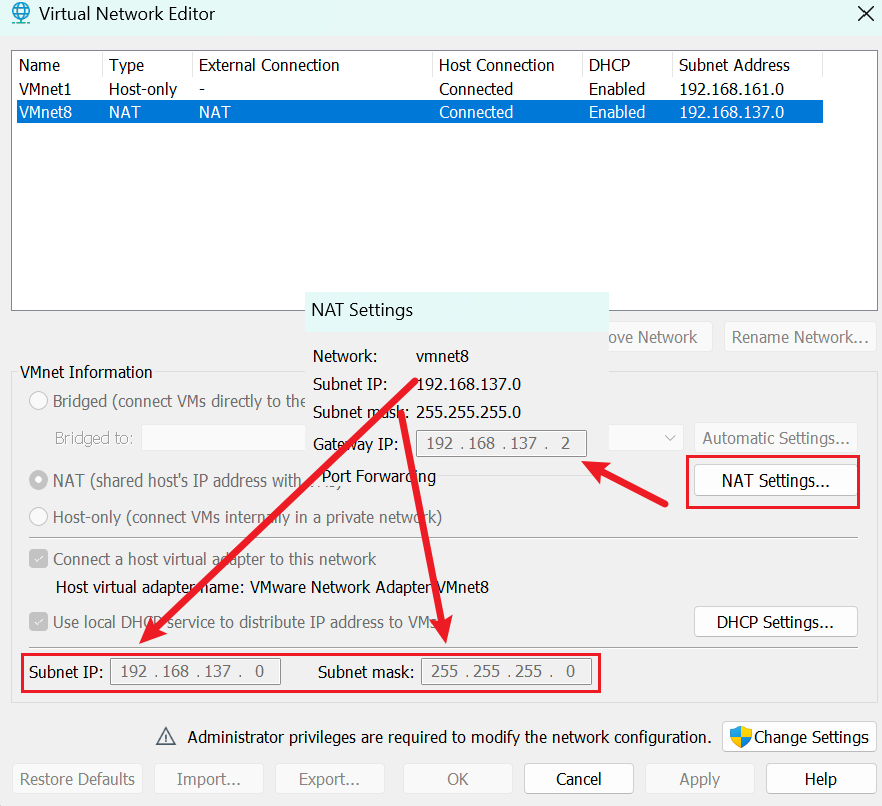 Virtual Network Editor
Name Type External Connection Host Connection DHCP Subnet Address
VMnet1 Host-only - Connected Enabled 192.168.161.0
VMnet8 NAT NAT Connected Enabled 192.168.137.0
NAT Settings
ove Network Rename Network...
Network: vmnet8
VMnet Information
Subnet IP: 192.168.137.0
Bridged (connect VMs directly to the
Subnet mask: 255.255.255.0
Bridged to: Automatic Settings...
Gateway IP: 192 . 168 . 137 . 2
Port Forwarding
NAT (shared host's IP address with NAT Settings...
Host-only (connect VMs internally in a private network)
Connect a host virtual adapter to this network
Host virtual adapter name: VMware Network Adapter VMnet8
Use local DHCP service to distribute IP address to VMs DHCP Settings...
Subnet IP: 192 . 168 . 137 . 0 Subnet mask: 255 . 255 . 255 . 0
Administrator privileges are required to modify the network configuration. Change Settings
Restore Defaults Import... Export... OK Cancel Apply Help